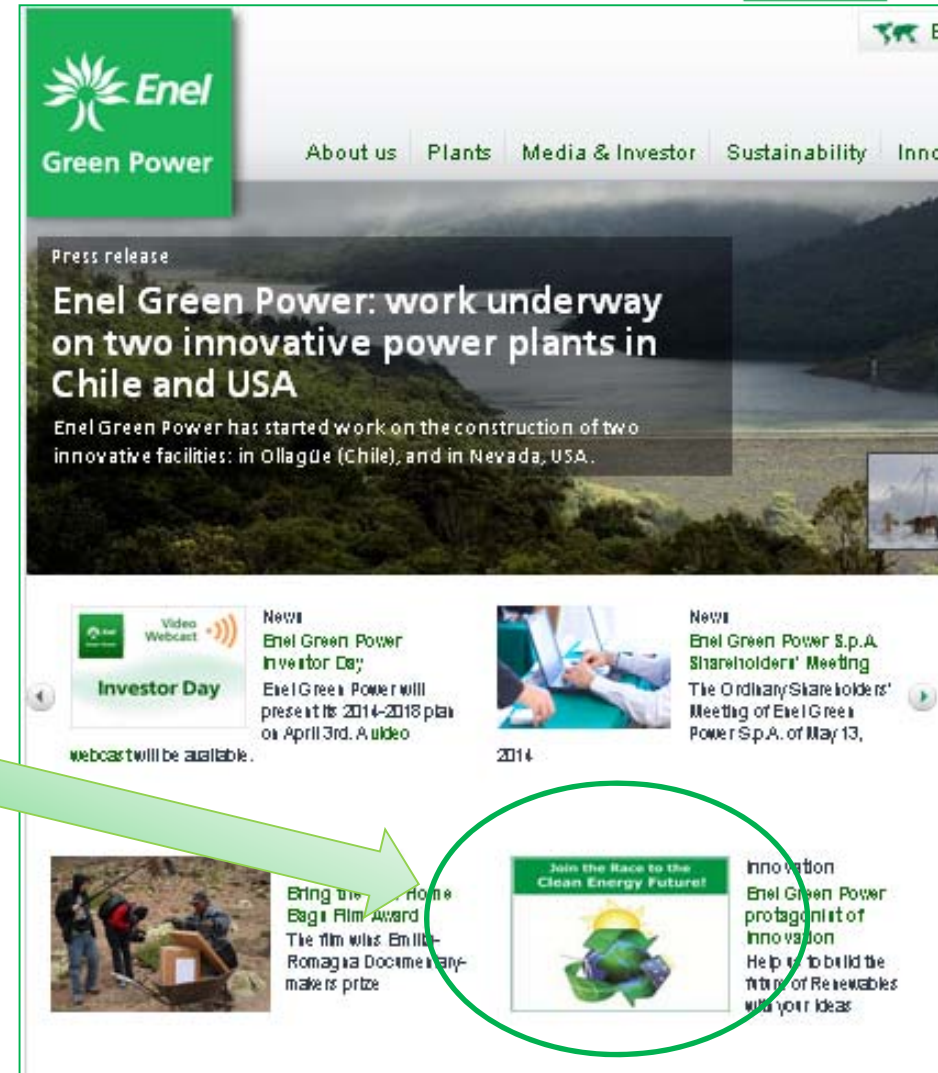 Enel
Green Power
About us
Plants
Media & Investor
Sustainability
Press release
Enel Green Power: work underway
on two innovative power plants in
Chile and USA
Enel Green Power has started work on the construction of two
innovative facilities: in Ollagüe (Chile), and in Nevada, USA.
Video
Webcast
Investor Day
News
Enel Green Power
Investor Day
Enel Green Power will
present its 2014-2018 plan
on April 3rd. A video
webcast will be available.
News
Enel Green Power S.p.A.
Shareholders' Meeting
The Ordinary Shareholders'
Meeting of Enel Green
Power S.p.A. of May 13,
2014
Bring the Home
Bags Film Award
The film wins Emilia-
Romagna Documentary-
makers prize
Join the Race to the
Clean Energy Future!
Innovation
Enel Green Power
protagonist of
innovation
Help us to build the
future of Renewables
with your ideas